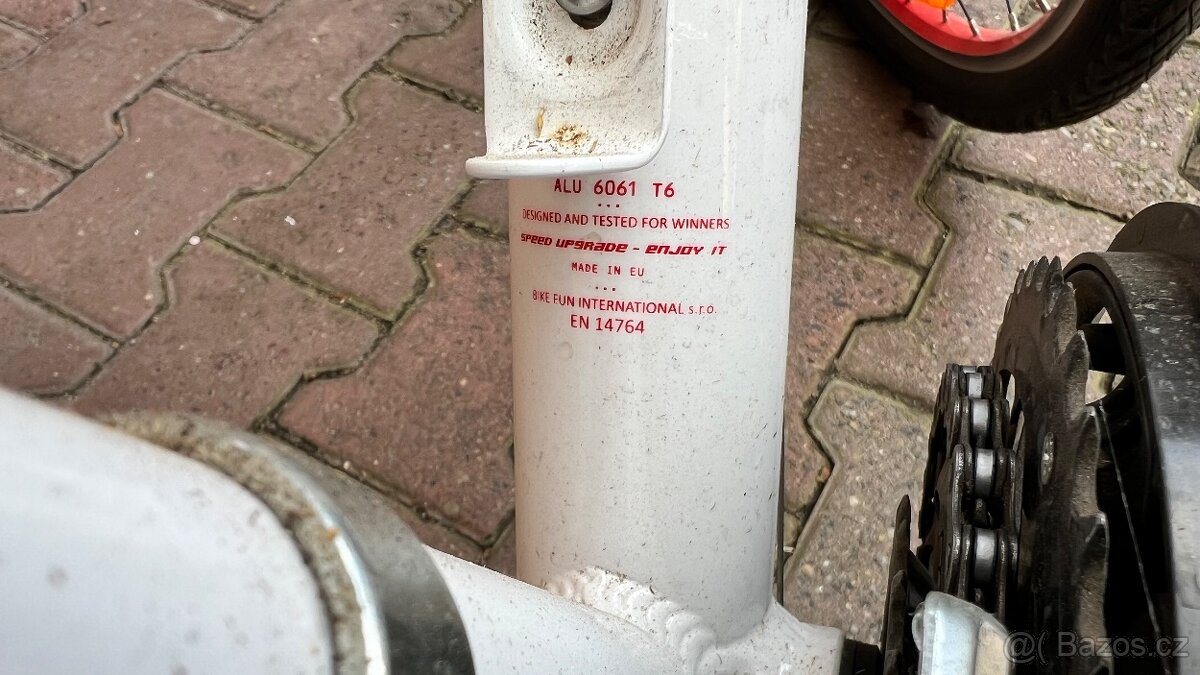 ALU 6061 T6
...
DESIGNED AND TESTED FOR WINNERS
SPEED UPGRADE - ENJOY IT
MADE IN EU
...
BIKE FUN INTERNATIONAL s.r.o.
EN 14764
@( Bazos.cz